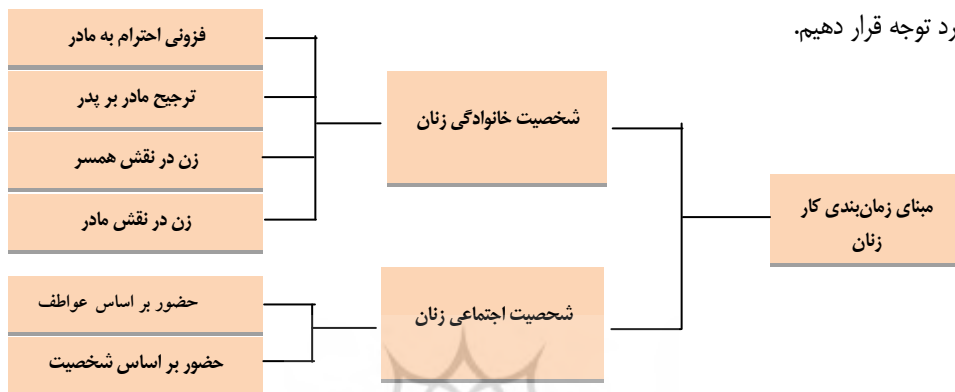 رد توجه قرار دهیم.
مبنای زمان‌بندی کار
زنان
شخصیت خانوادگی زنان
فزونی احترام به مادر
ترجیح مادر بر پدر
زن در نقش همسر
زن در نقش مادر
شحصیت اجتماعی زنان
حضور بر اساس عواطف
حضور بر اساس شخصیت